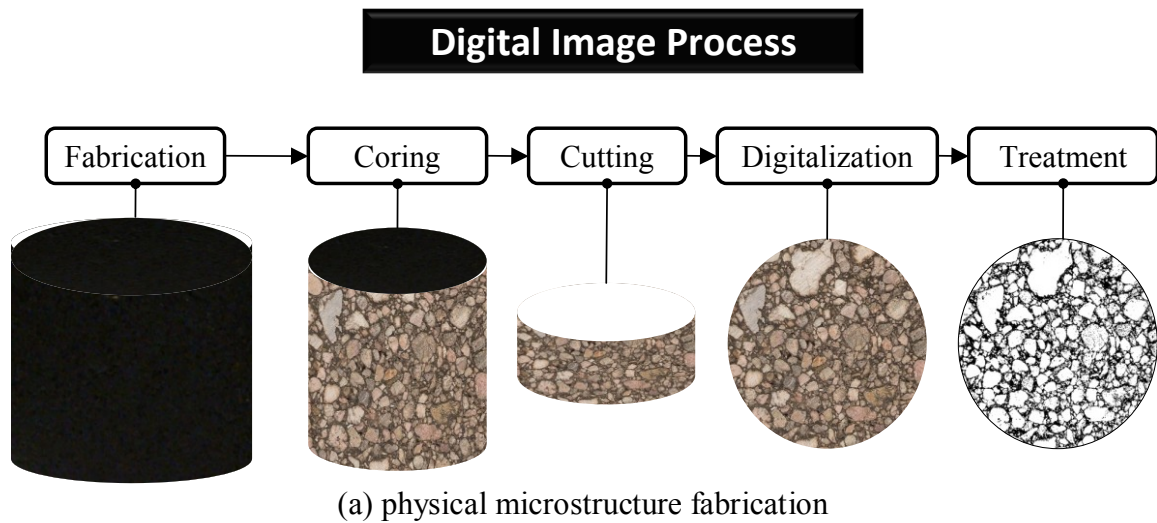 Digital Image Process
Fabrication
Coring
Cutting
Digitalization
Treatment
(a) physical microstructure fabrication